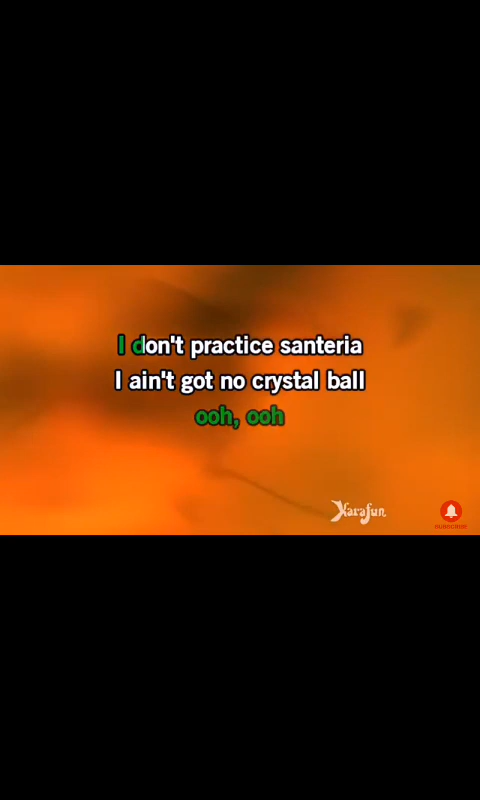 I don't practice santeria
I ain't got no crystal ball
ooh, ooh
KaraFun
SUBSCRIBE